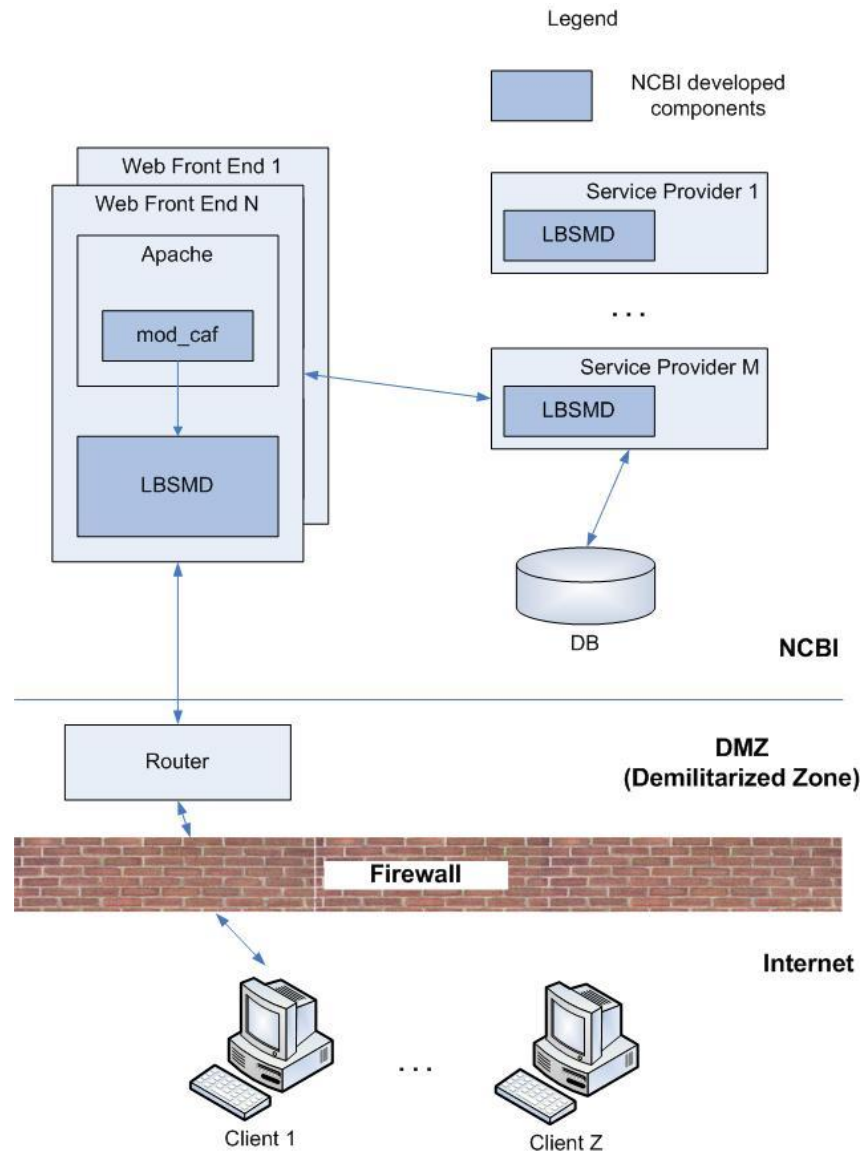 Legend
NCBI developed
components
Web Front End 1
Web Front End N
Apache
mod_caf
LBSMD
Service Provider 1
LBSMD
...
Service Provider M
LBSMD
DB
NCBI
Router
DMZ
(Demilitarized Zone)
Firewall
Internet
...
Client 1
Client Z